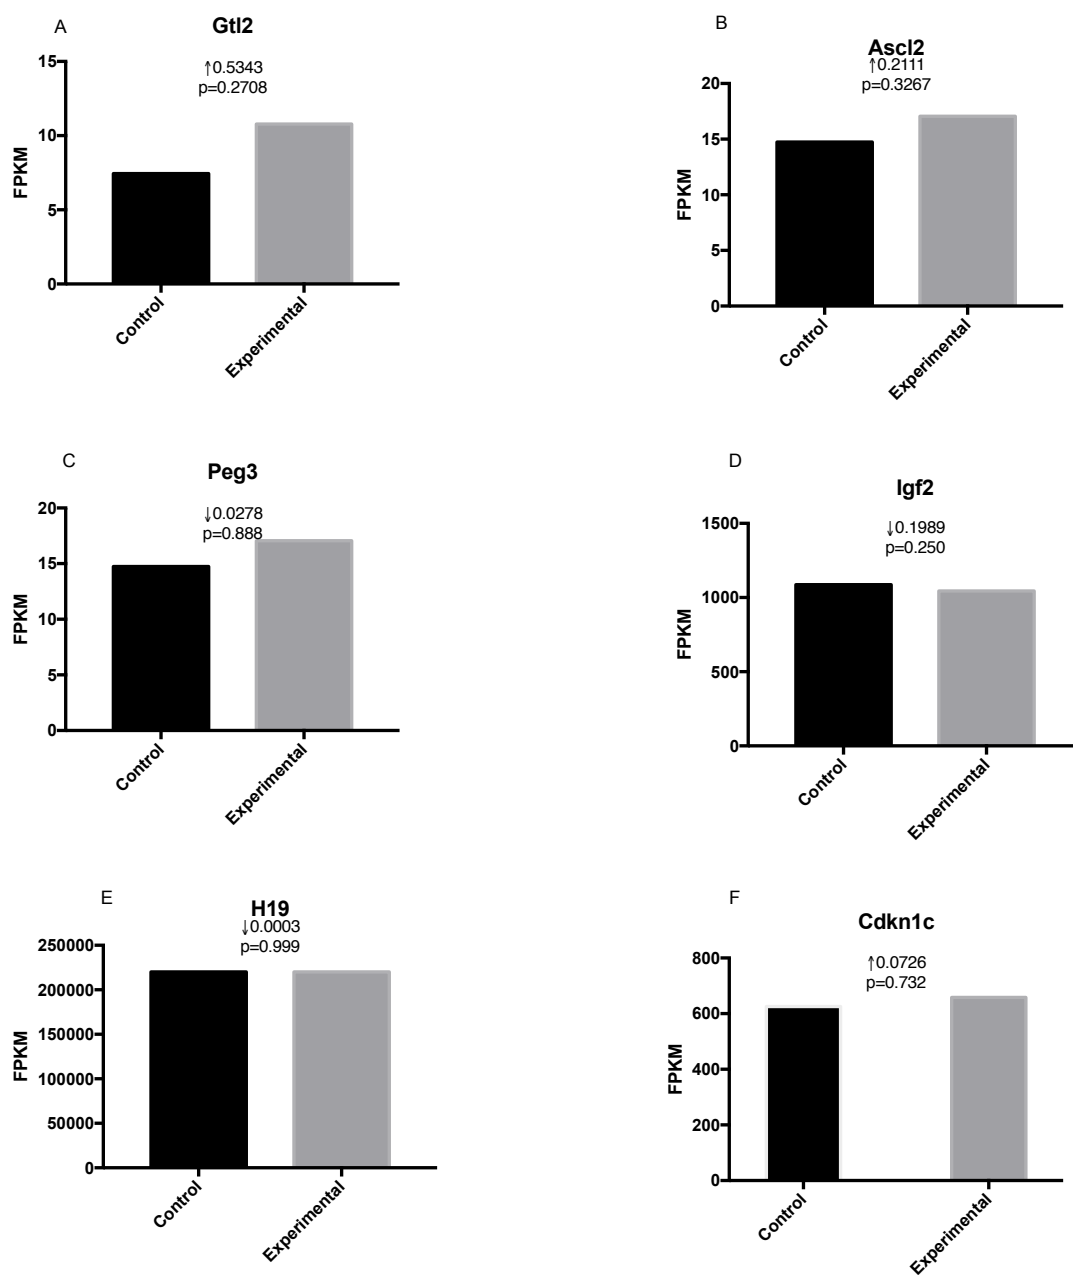 A
Gtl2
↑0.5343
p=0.2708
15
10
5
0
FPKM
Control
Experimental
B
Ascl2
↑0.2111
p=0.3267
20
15
10
5
0
FPKM
Control
Experimental
C
Peg3
↓0.0278
p=0.888
20
15
10
5
0
FPKM
Control
Experimental
D
Igf2
↓0.1989
p=0.250
1500
1000
500
0
FPKM
Control
Experimental
E
H19
↓0.0003
p=0.999
250000
200000
150000
100000
50000
0
FPKM
Control
Experimental
F
Cdkn1c
↑0.0726
p=0.732
800
600
400
200
0
FPKM
Control
Experimental